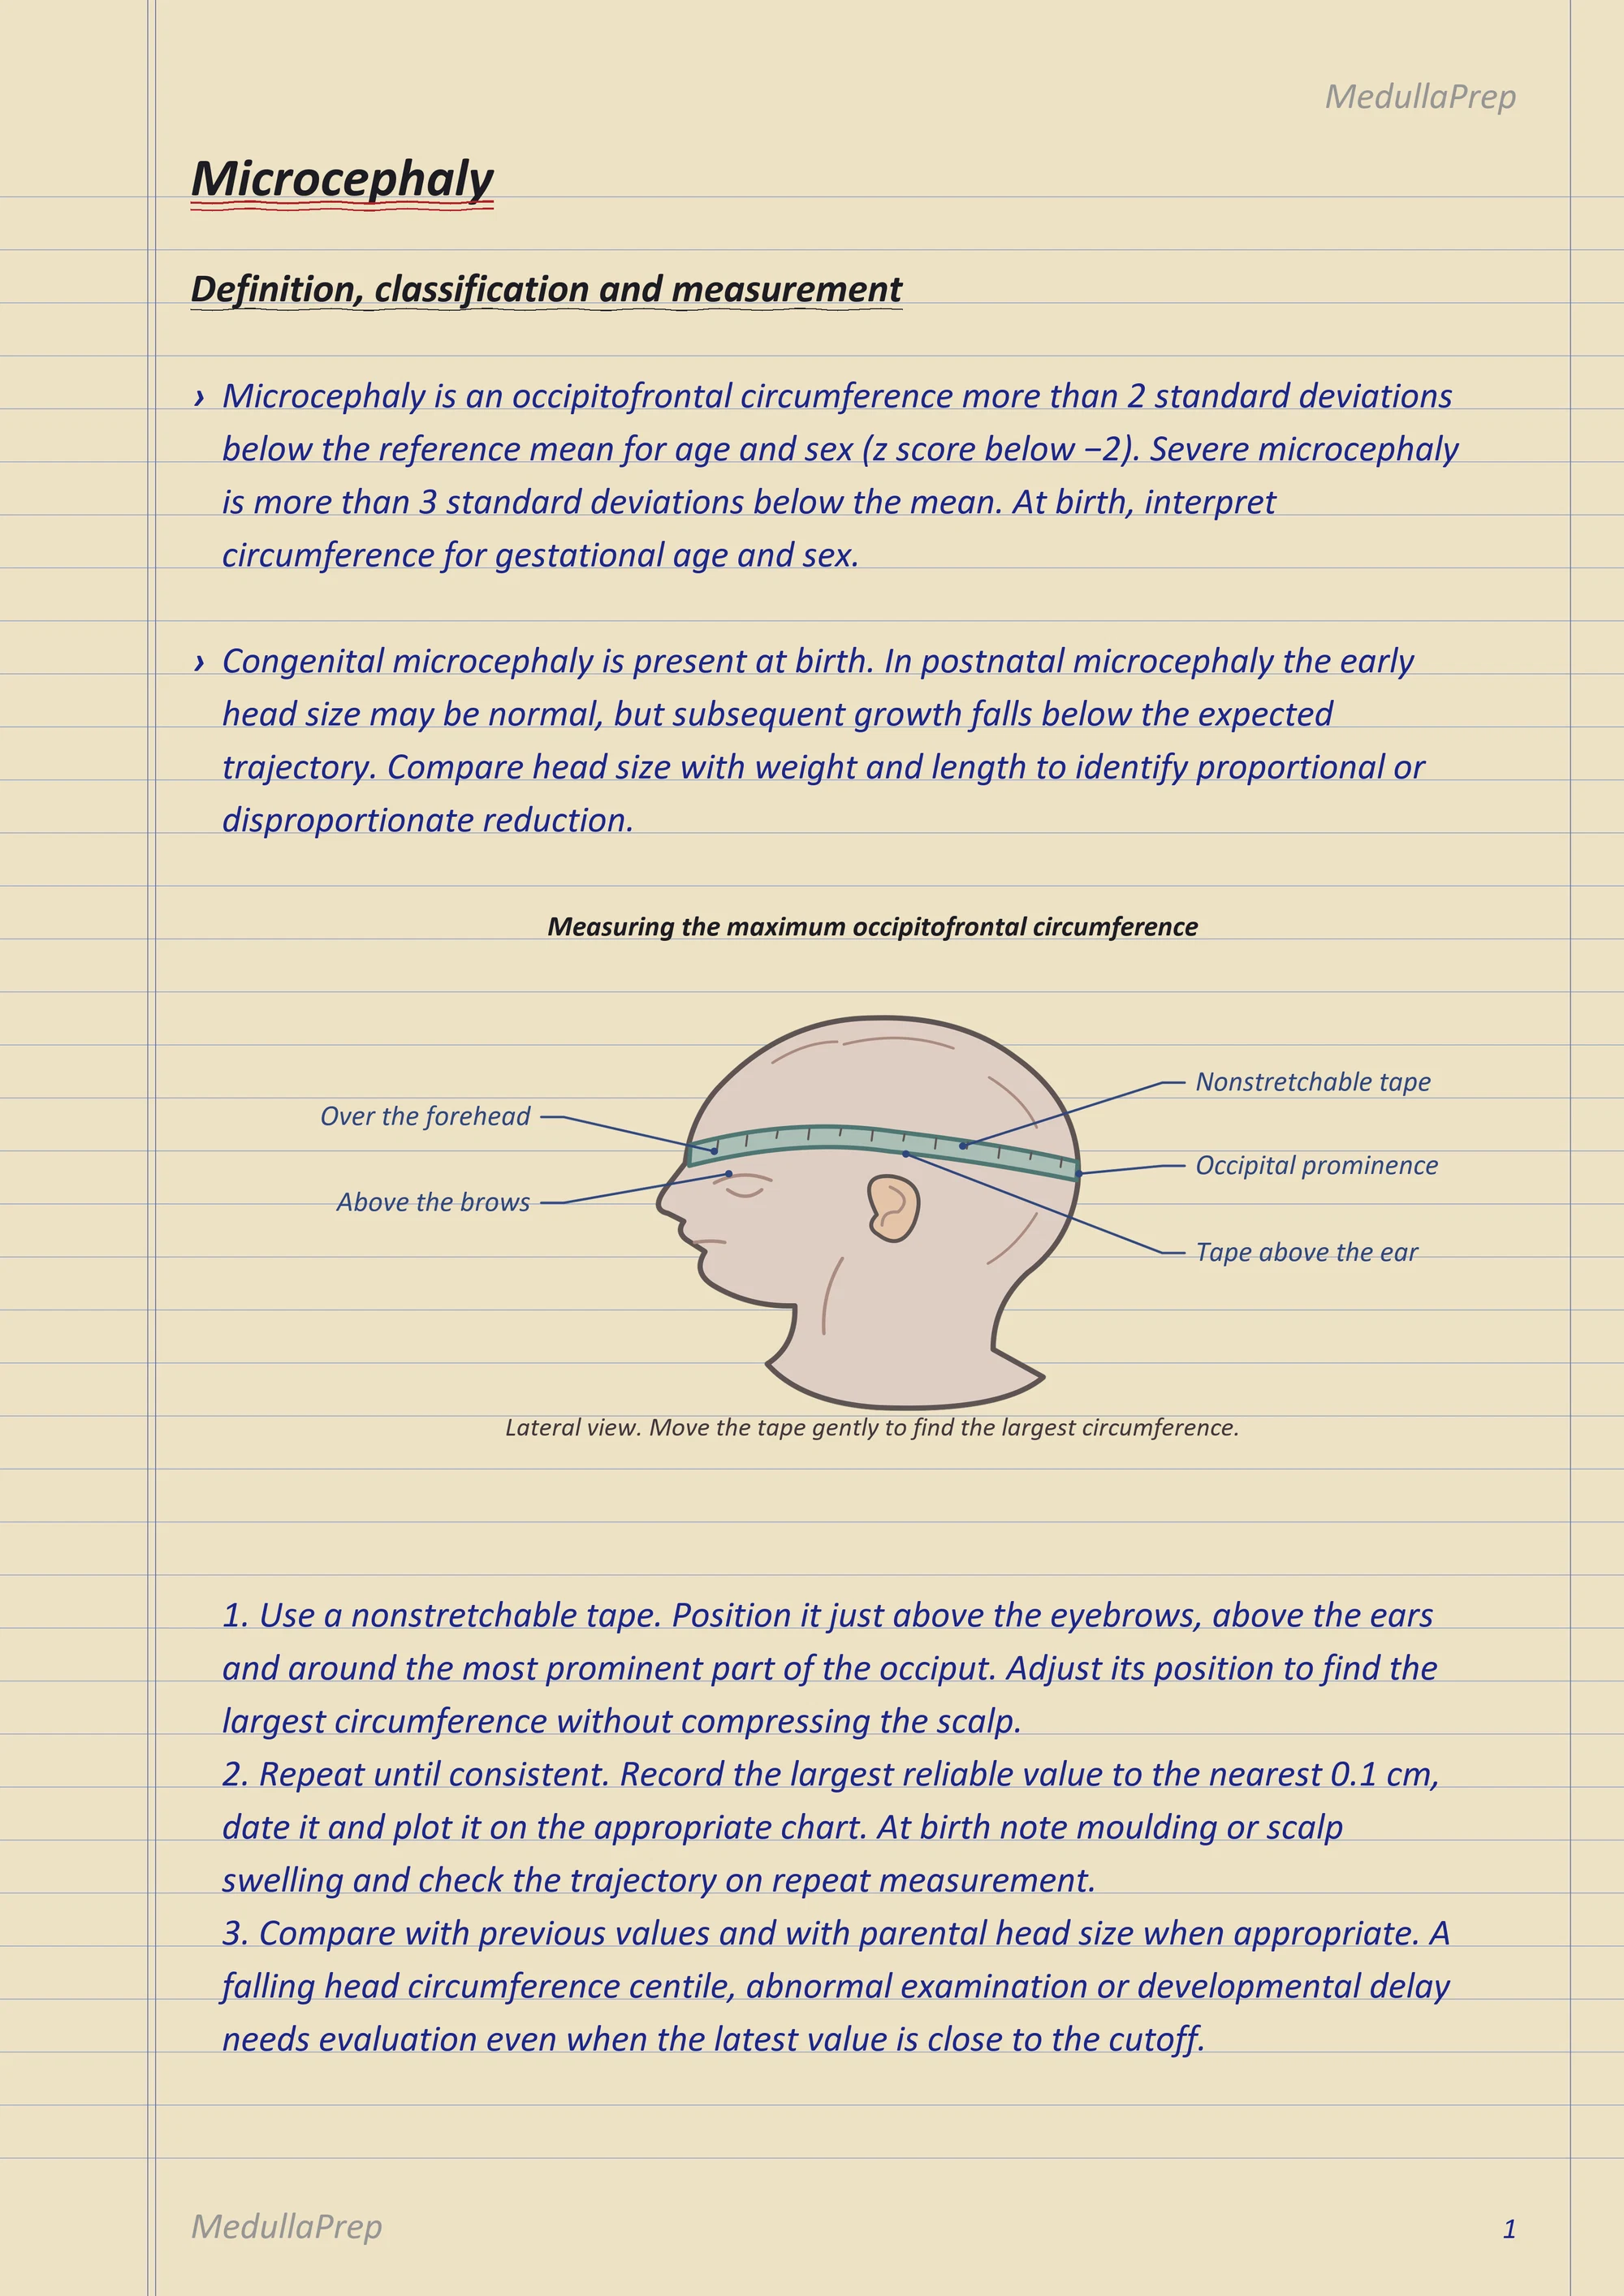 MedullaPrep
Microcephaly
Definition, classification and measurement
› Microcephaly is an occipitofrontal circumference more than 2 standard deviations
below the reference mean for age and sex (z score below −2). Severe microcephaly
is more than 3 standard deviations below the mean. At birth, interpret
circumference for gestational age and sex.
› Congenital microcephaly is present at birth. In postnatal microcephaly the early
head size may be normal, but subsequent growth falls below the expected
trajectory. Compare head size with weight and length to identify proportional or
disproportionate reduction.
Measuring the maximum occipitofrontal circumference
Over the forehead
Above the brows
Nonstretchable tape
Occipital prominence
Tape above the ear
Lateral view. Move the tape gently to find the largest circumference.
1. Use a nonstretchable tape. Position it just above the eyebrows, above the ears
and around the most prominent part of the occiput. Adjust its position to find the
largest circumference without compressing the scalp.
2. Repeat until consistent. Record the largest reliable value to the nearest 0.1 cm,
date it and plot it on the appropriate chart. At birth note moulding or scalp
swelling and check the trajectory on repeat measurement.
3. Compare with previous values and with parental head size when appropriate. A
falling head circumference centile, abnormal examination or developmental delay
needs evaluation even when the latest value is close to the cutoff.
MedullaPrep
1